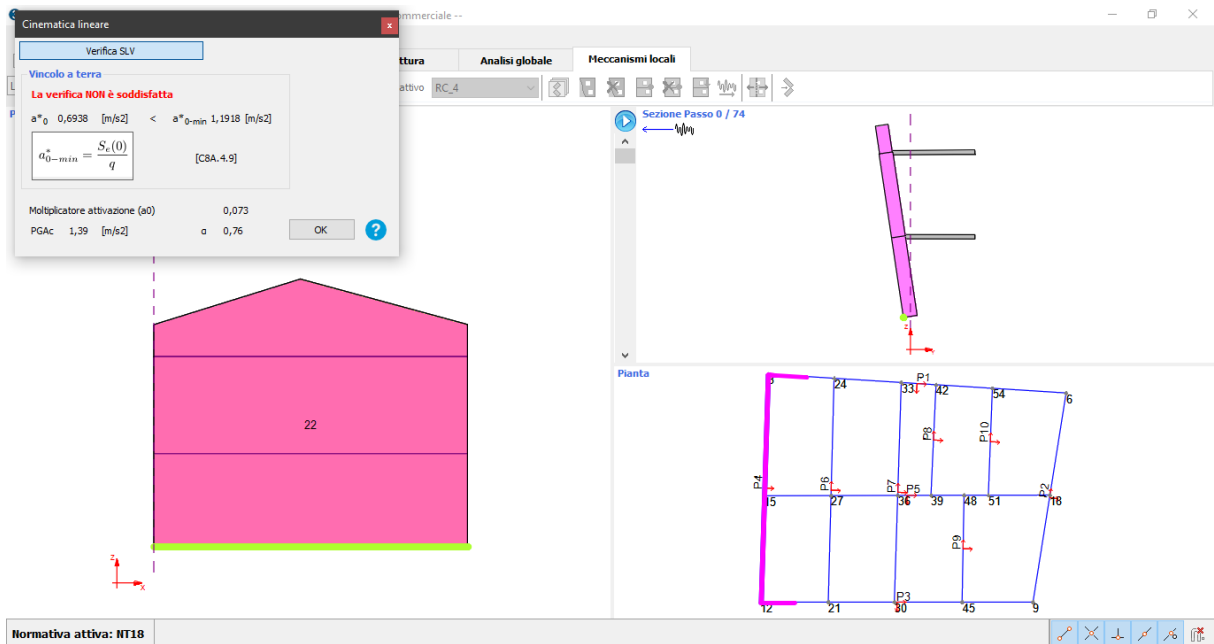 Cinematica lineare
x
mmerciale --
Verifica SLV
ttura
Analisi globale
Meccanismi locali
Vincolo a terra
La verifica NON è soddisfatta
attivo
RC_4
a*0 0,6938 [m/s2] < a*0-min 1,1918 [m/s2]
a*0−min = Se(0) / q
[C8A.4.9]
Moltiplicatore attivazione (a0) 0,073
PGAc 1,39 [m/s2] α 0,76
OK
?
Sezione Passo 0 / 74
z
22
z
x
Pianta
3
24
33
P1
42
54
6
P8
P10
P4
P6
P7
P5
P2
15
27
36
39
48
51
18
P9
P3
12
21
30
45
9
Normativa attiva: NT18